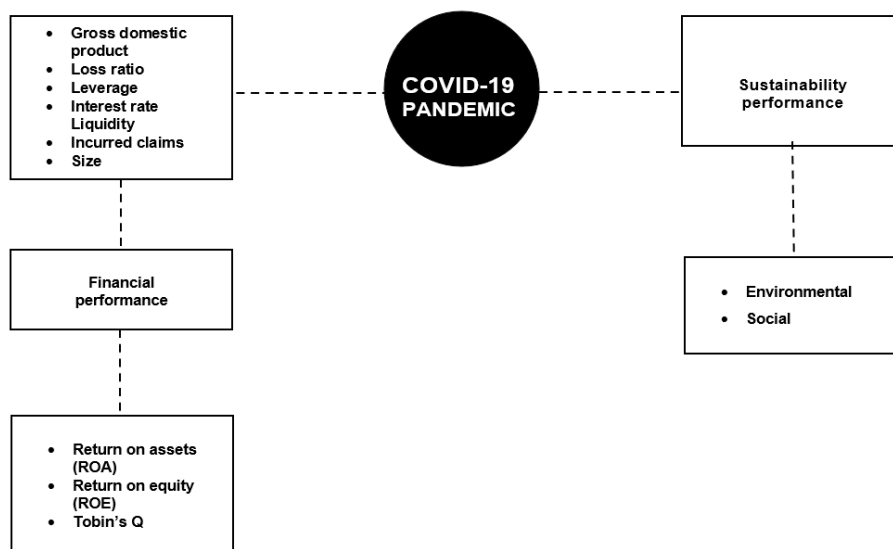 • Gross domestic
product
• Loss ratio
• Leverage
• Interest rate
Liquidity
• Incurred claims
• Size
COVID-19
PANDEMIC
Sustainability
performance
Financial
performance
• Environmental
• Social
• Return on assets
(ROA)
• Return on equity
(ROE)
• Tobin's Q